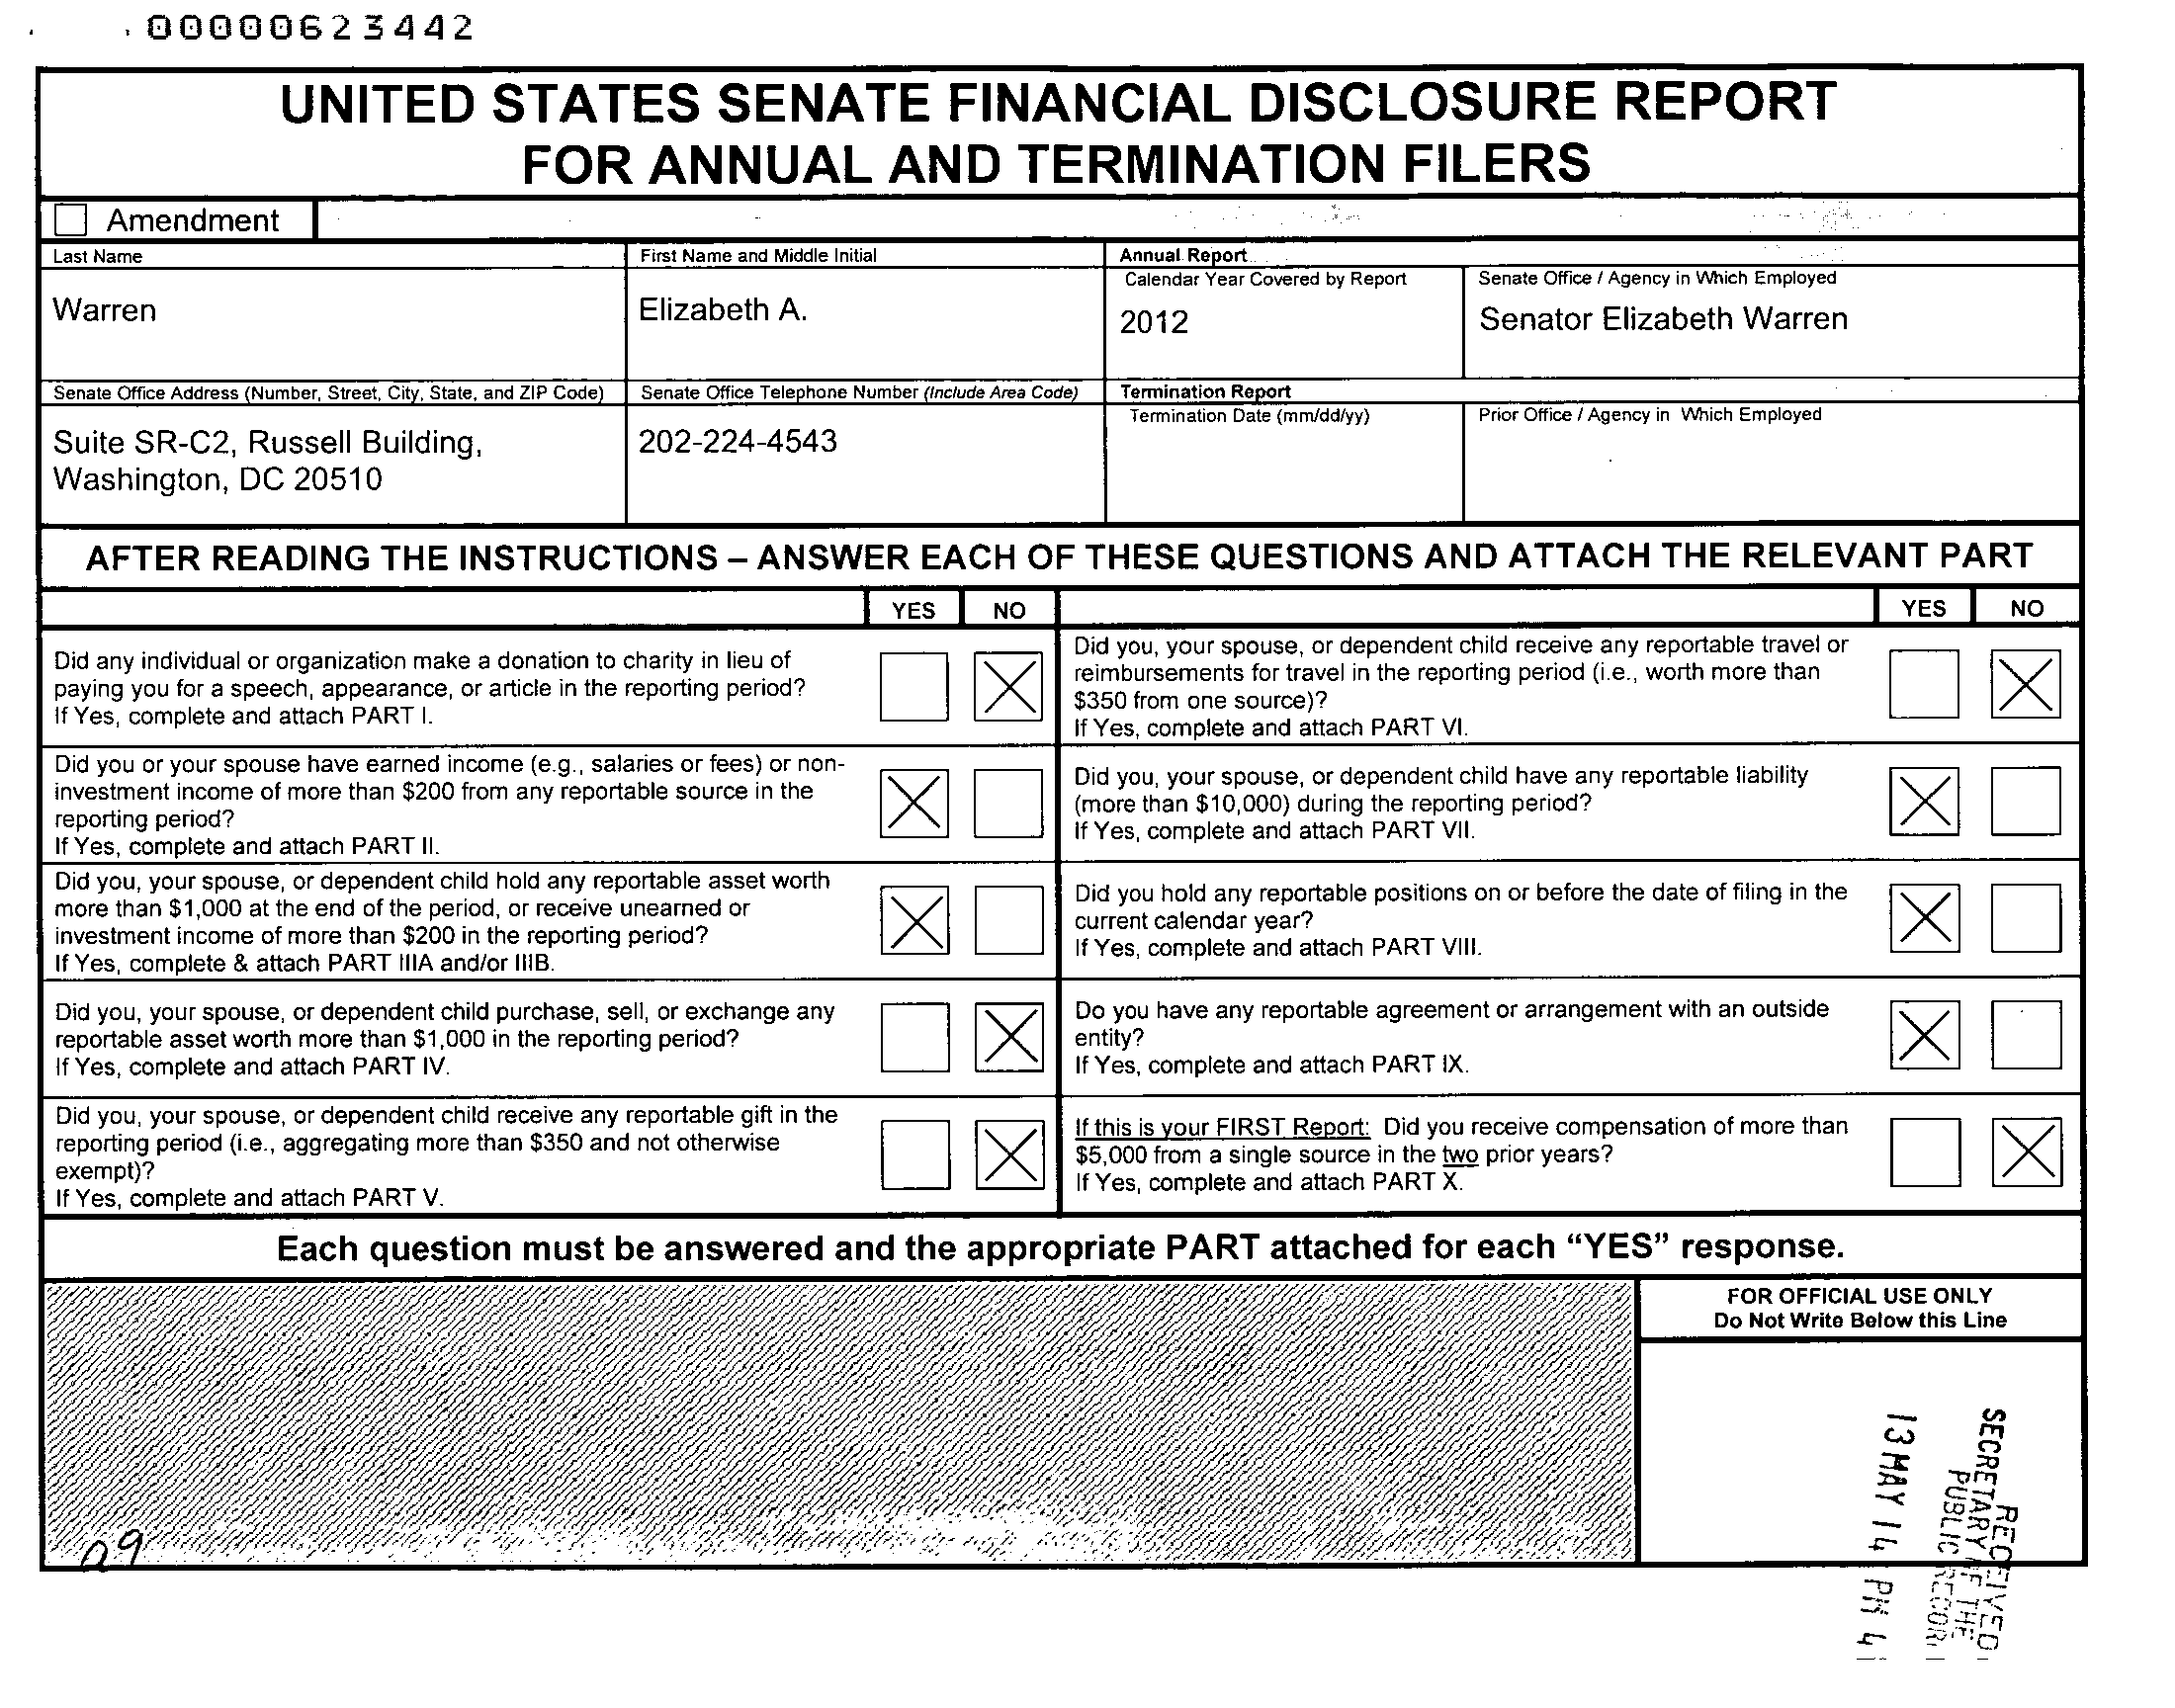 00000623442
UNITED STATES SENATE FINANCIAL DISCLOSURE REPORT
FOR ANNUAL AND TERMINATION FILERS
Amendment
Last Name
First Name and Middle Initial
Annual Report
Calendar Year Covered by Report
Senate Office / Agency in Which Employed
Warren
Elizabeth A.
2012
Senator Elizabeth Warren
Senate Office Address (Number, Street, City, State, and ZIP Code)
Senate Office Telephone Number (Include Area Code)
Termination Report
Termination Date (mm/dd/yy)
Prior Office / Agency in Which Employed
Suite SR-C2, Russell Building,
Washington, DC 20510
202-224-4543
AFTER READING THE INSTRUCTIONS – ANSWER EACH OF THESE QUESTIONS AND ATTACH THE RELEVANT PART
YES NO
YES NO
Did any individual or organization make a donation to charity in lieu of
paying you for a speech, appearance, or article in the reporting period?
If Yes, complete and attach PART I.
Did you, your spouse, or dependent child receive any reportable travel or
reimbursements for travel in the reporting period (i.e., worth more than
$350 from one source)?
If Yes, complete and attach PART VI.
Did you or your spouse have earned income (e.g., salaries or fees) or non-
investment income of more than $200 from any reportable source in the
reporting period?
If Yes, complete and attach PART II.
Did you, your spouse, or dependent child have any reportable liability
(more than $10,000) during the reporting period?
If Yes, complete and attach PART VII.
Did you, your spouse, or dependent child hold any reportable asset worth
more than $1,000 at the end of the period, or receive unearned or
investment income of more than $200 in the reporting period?
If Yes, complete & attach PART IIIA and/or IIIB.
Did you hold any reportable positions on or before the date of filing in the
current calendar year?
If Yes, complete and attach PART VIII.
Did you, your spouse, or dependent child purchase, sell, or exchange any
reportable asset worth more than $1,000 in the reporting period?
If Yes, complete and attach PART IV.
Do you have any reportable agreement or arrangement with an outside
entity?
If Yes, complete and attach PART IX.
Did you, your spouse, or dependent child receive any reportable gift in the
reporting period (i.e., aggregating more than $350 and not otherwise
exempt)?
If Yes, complete and attach PART V.
If this is your FIRST Report: Did you receive compensation of more than
$5,000 from a single source in the two prior years?
If Yes, complete and attach PART X.
Each question must be answered and the appropriate PART attached for each “YES” response.
FOR OFFICIAL USE ONLY
Do Not Write Below this Line
RECEIVED
SECRETARY OF THE
PUBLIC
13 MAY 14 PM 4